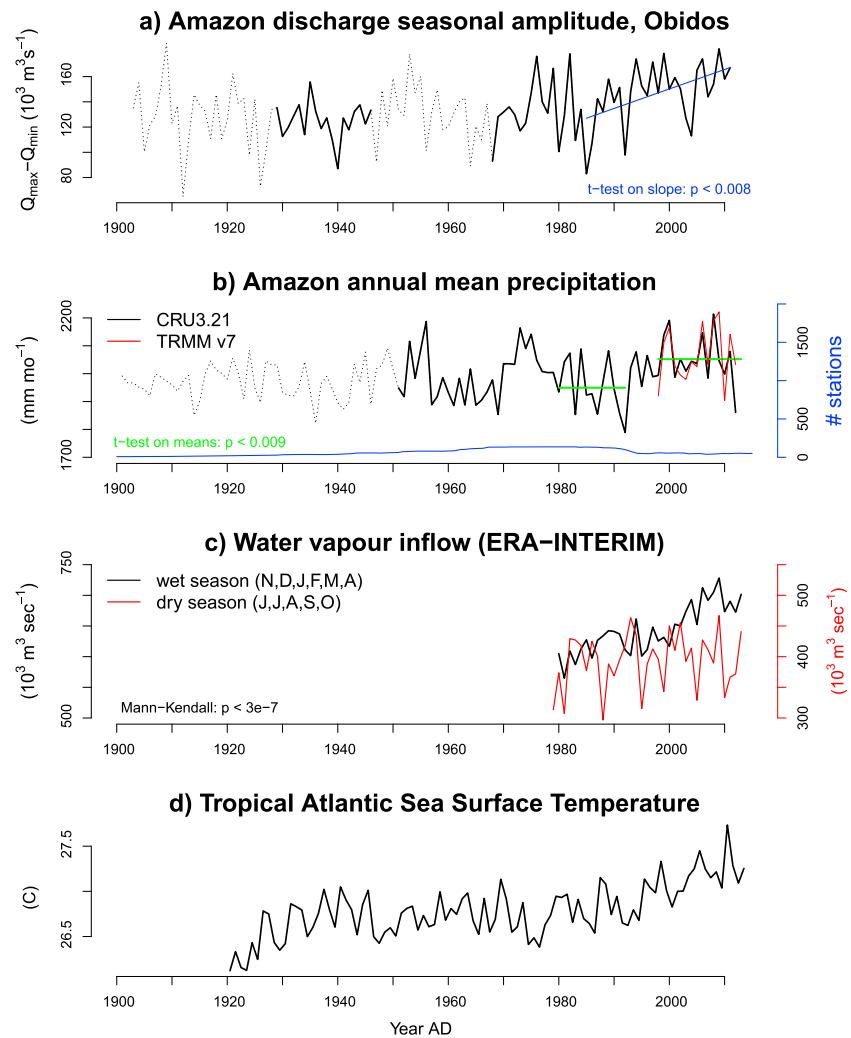 a) Amazon discharge seasonal amplitude, Obidos
Qmax−Qmin (10³ m³s⁻¹)
160
120
80
t−test on slope: p < 0.008
1900
1920
1940
1960
1980
2000
b) Amazon annual mean precipitation
(mm mo⁻¹)
2200
1700
CRU3.21
TRMM v7
t−test on means: p < 0.009
# stations
1500
500
0
1900
1920
1940
1960
1980
2000
c) Water vapour inflow (ERA−INTERIM)
(10³ m³ sec⁻¹)
750
500
wet season (N,D,J,F,M,A)
dry season (J,J,A,S,O)
Mann−Kendall: p < 3e−7
(10³ m³ sec⁻¹)
500
400
300
1900
1920
1940
1960
1980
2000
d) Tropical Atlantic Sea Surface Temperature
(C)
27.5
26.5
1900
1920
1940
1960
1980
2000
Year AD